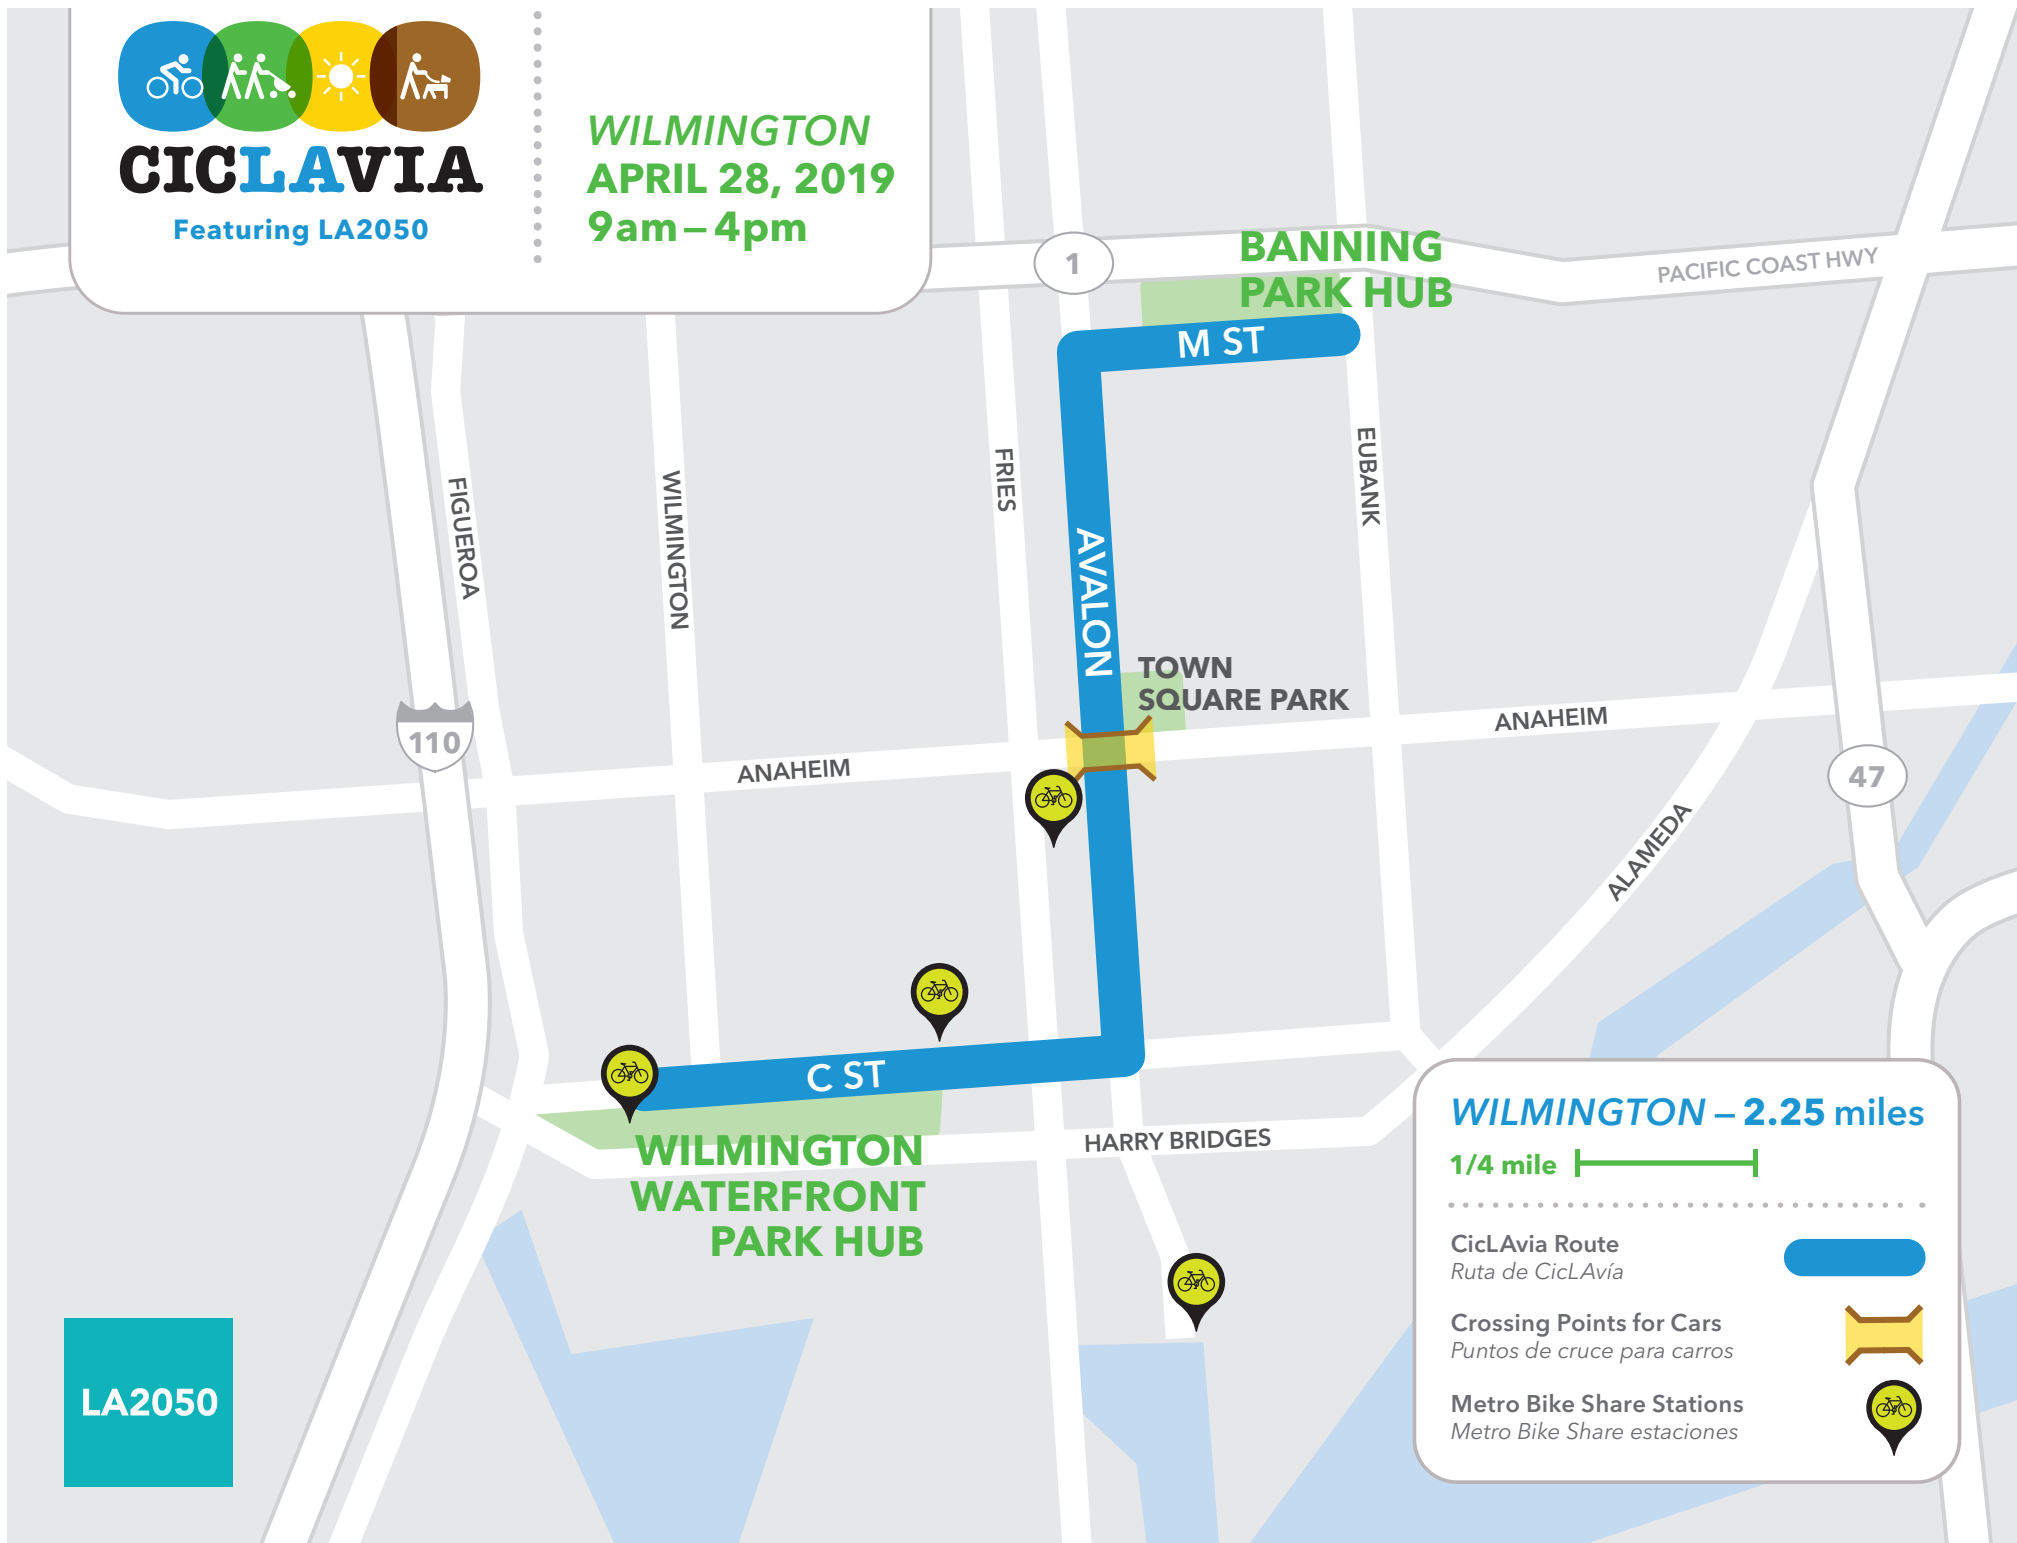 CICLAVIA
Featuring LA2050
WILMINGTON
APRIL 28, 2019
9am – 4pm
1
BANNING
PARK HUB
PACIFIC COAST HWY
M ST
FIGUEROA
WILMINGTON
FRIES
AVALON
EUBANK
TOWN
SQUARE PARK
110
ANAHEIM
ANAHEIM
47
ALAMEDA
C ST
WILMINGTON
WATERFRONT
PARK HUB
HARRY BRIDGES
LA2050
WILMINGTON – 2.25 miles
1/4 mile
CicLAvia Route
Ruta de CicLAvía
Crossing Points for Cars
Puntos de cruce para carros
Metro Bike Share Stations
Metro Bike Share estaciones